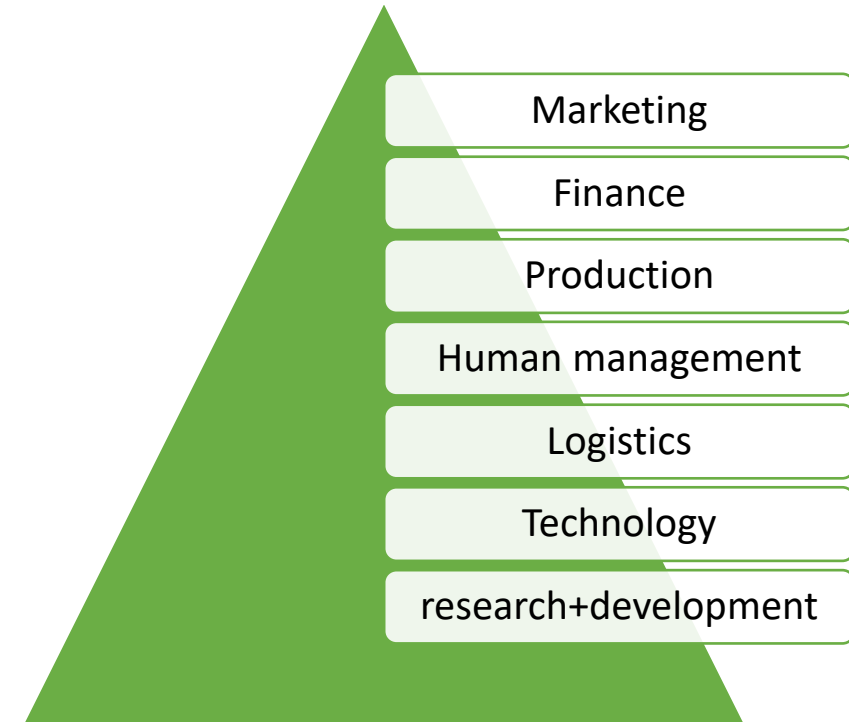 Marketing
Finance
Production
Human management
Logistics
Technology
research+development